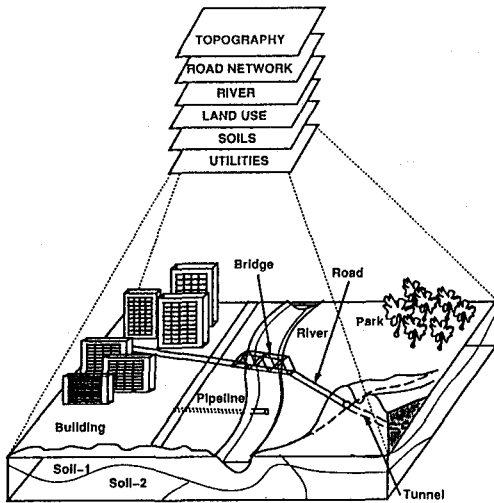 TOPOGRAPHY
ROAD NETWORK
RIVER
LAND USE
SOILS
UTILITIES
Bridge
Road
River
Park
Pipeline
Building
Soil-1
Soil-2
Tunnel